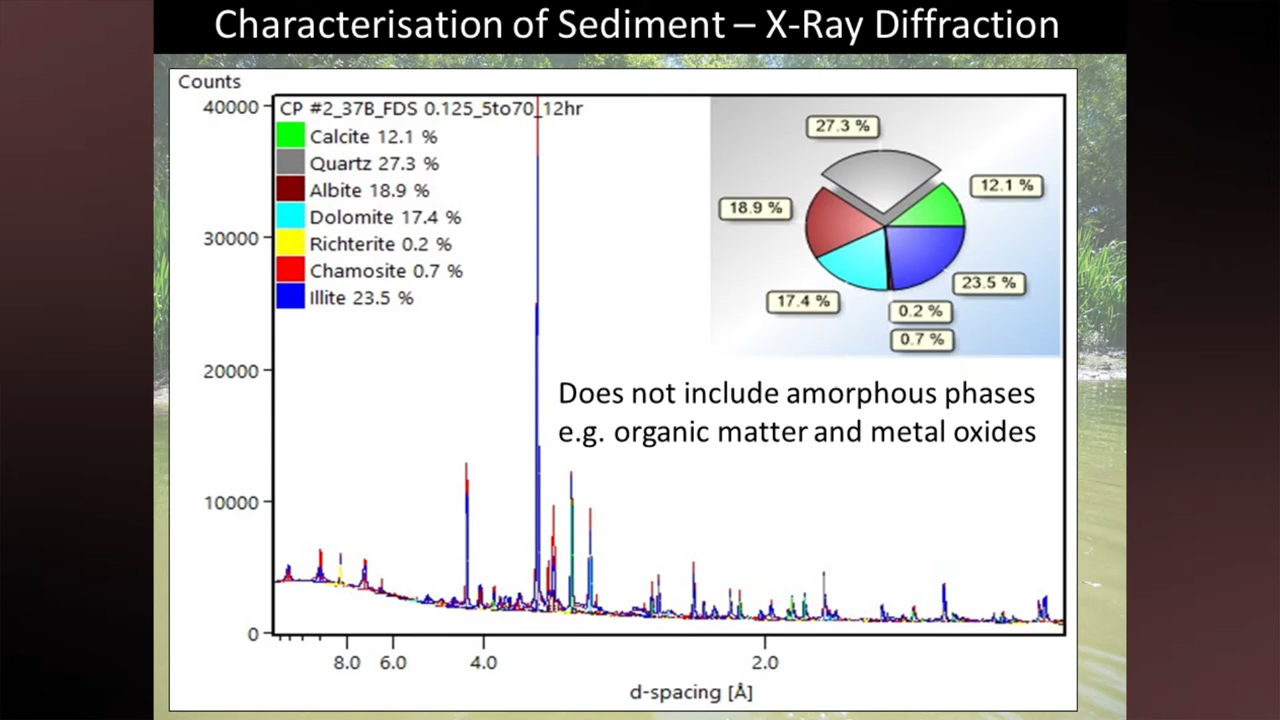 Characterisation of Sediment – X-Ray Diffraction
Counts
40000
30000
20000
10000
0
CP #2_37B_FDS 0.125_5to70_12hr
Calcite 12.1 %
Quartz 27.3 %
Albite 18.9 %
Dolomite 17.4 %
Richterite 0.2 %
Chamosite 0.7 %
Illite 23.5 %
27.3 %
12.1 %
18.9 %
23.5 %
17.4 %
0.2 %
0.7 %
Does not include amorphous phases
e.g. organic matter and metal oxides
8.0 6.0 4.0 2.0
d-spacing [Å]